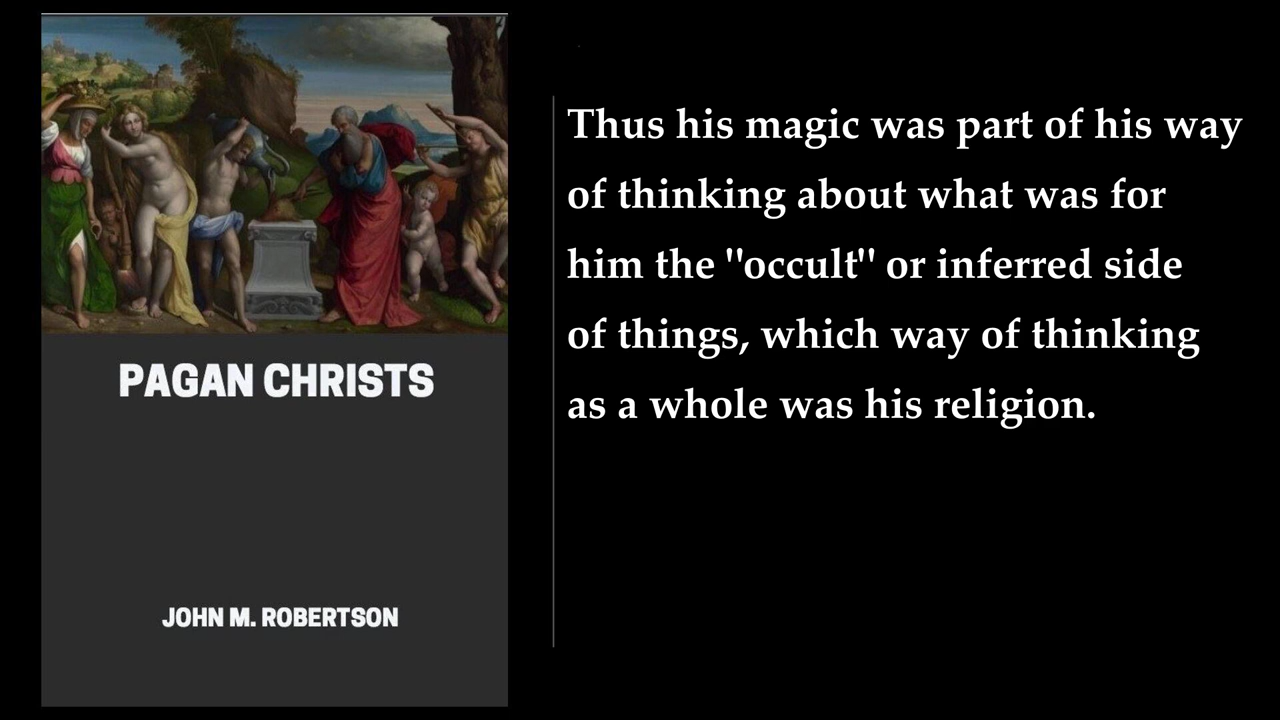 PAGAN CHRISTS
JOHN M. ROBERTSON
Thus his magic was part of his way
of thinking about what was for
him the "occult" or inferred side
of things, which way of thinking
as a whole was his religion.